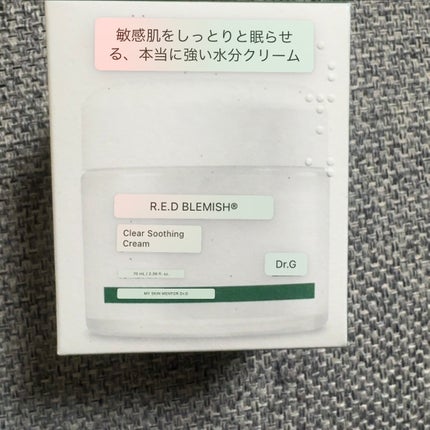 敏感肌をしっとりと眠らせ
る、本当に強い水分クリーム
R.E.D BLEMISH®
Clear Soothing
Cream
Dr.G
70 mL / 2.36 fl. oz.
MY SKIN MENTOR Dr.G